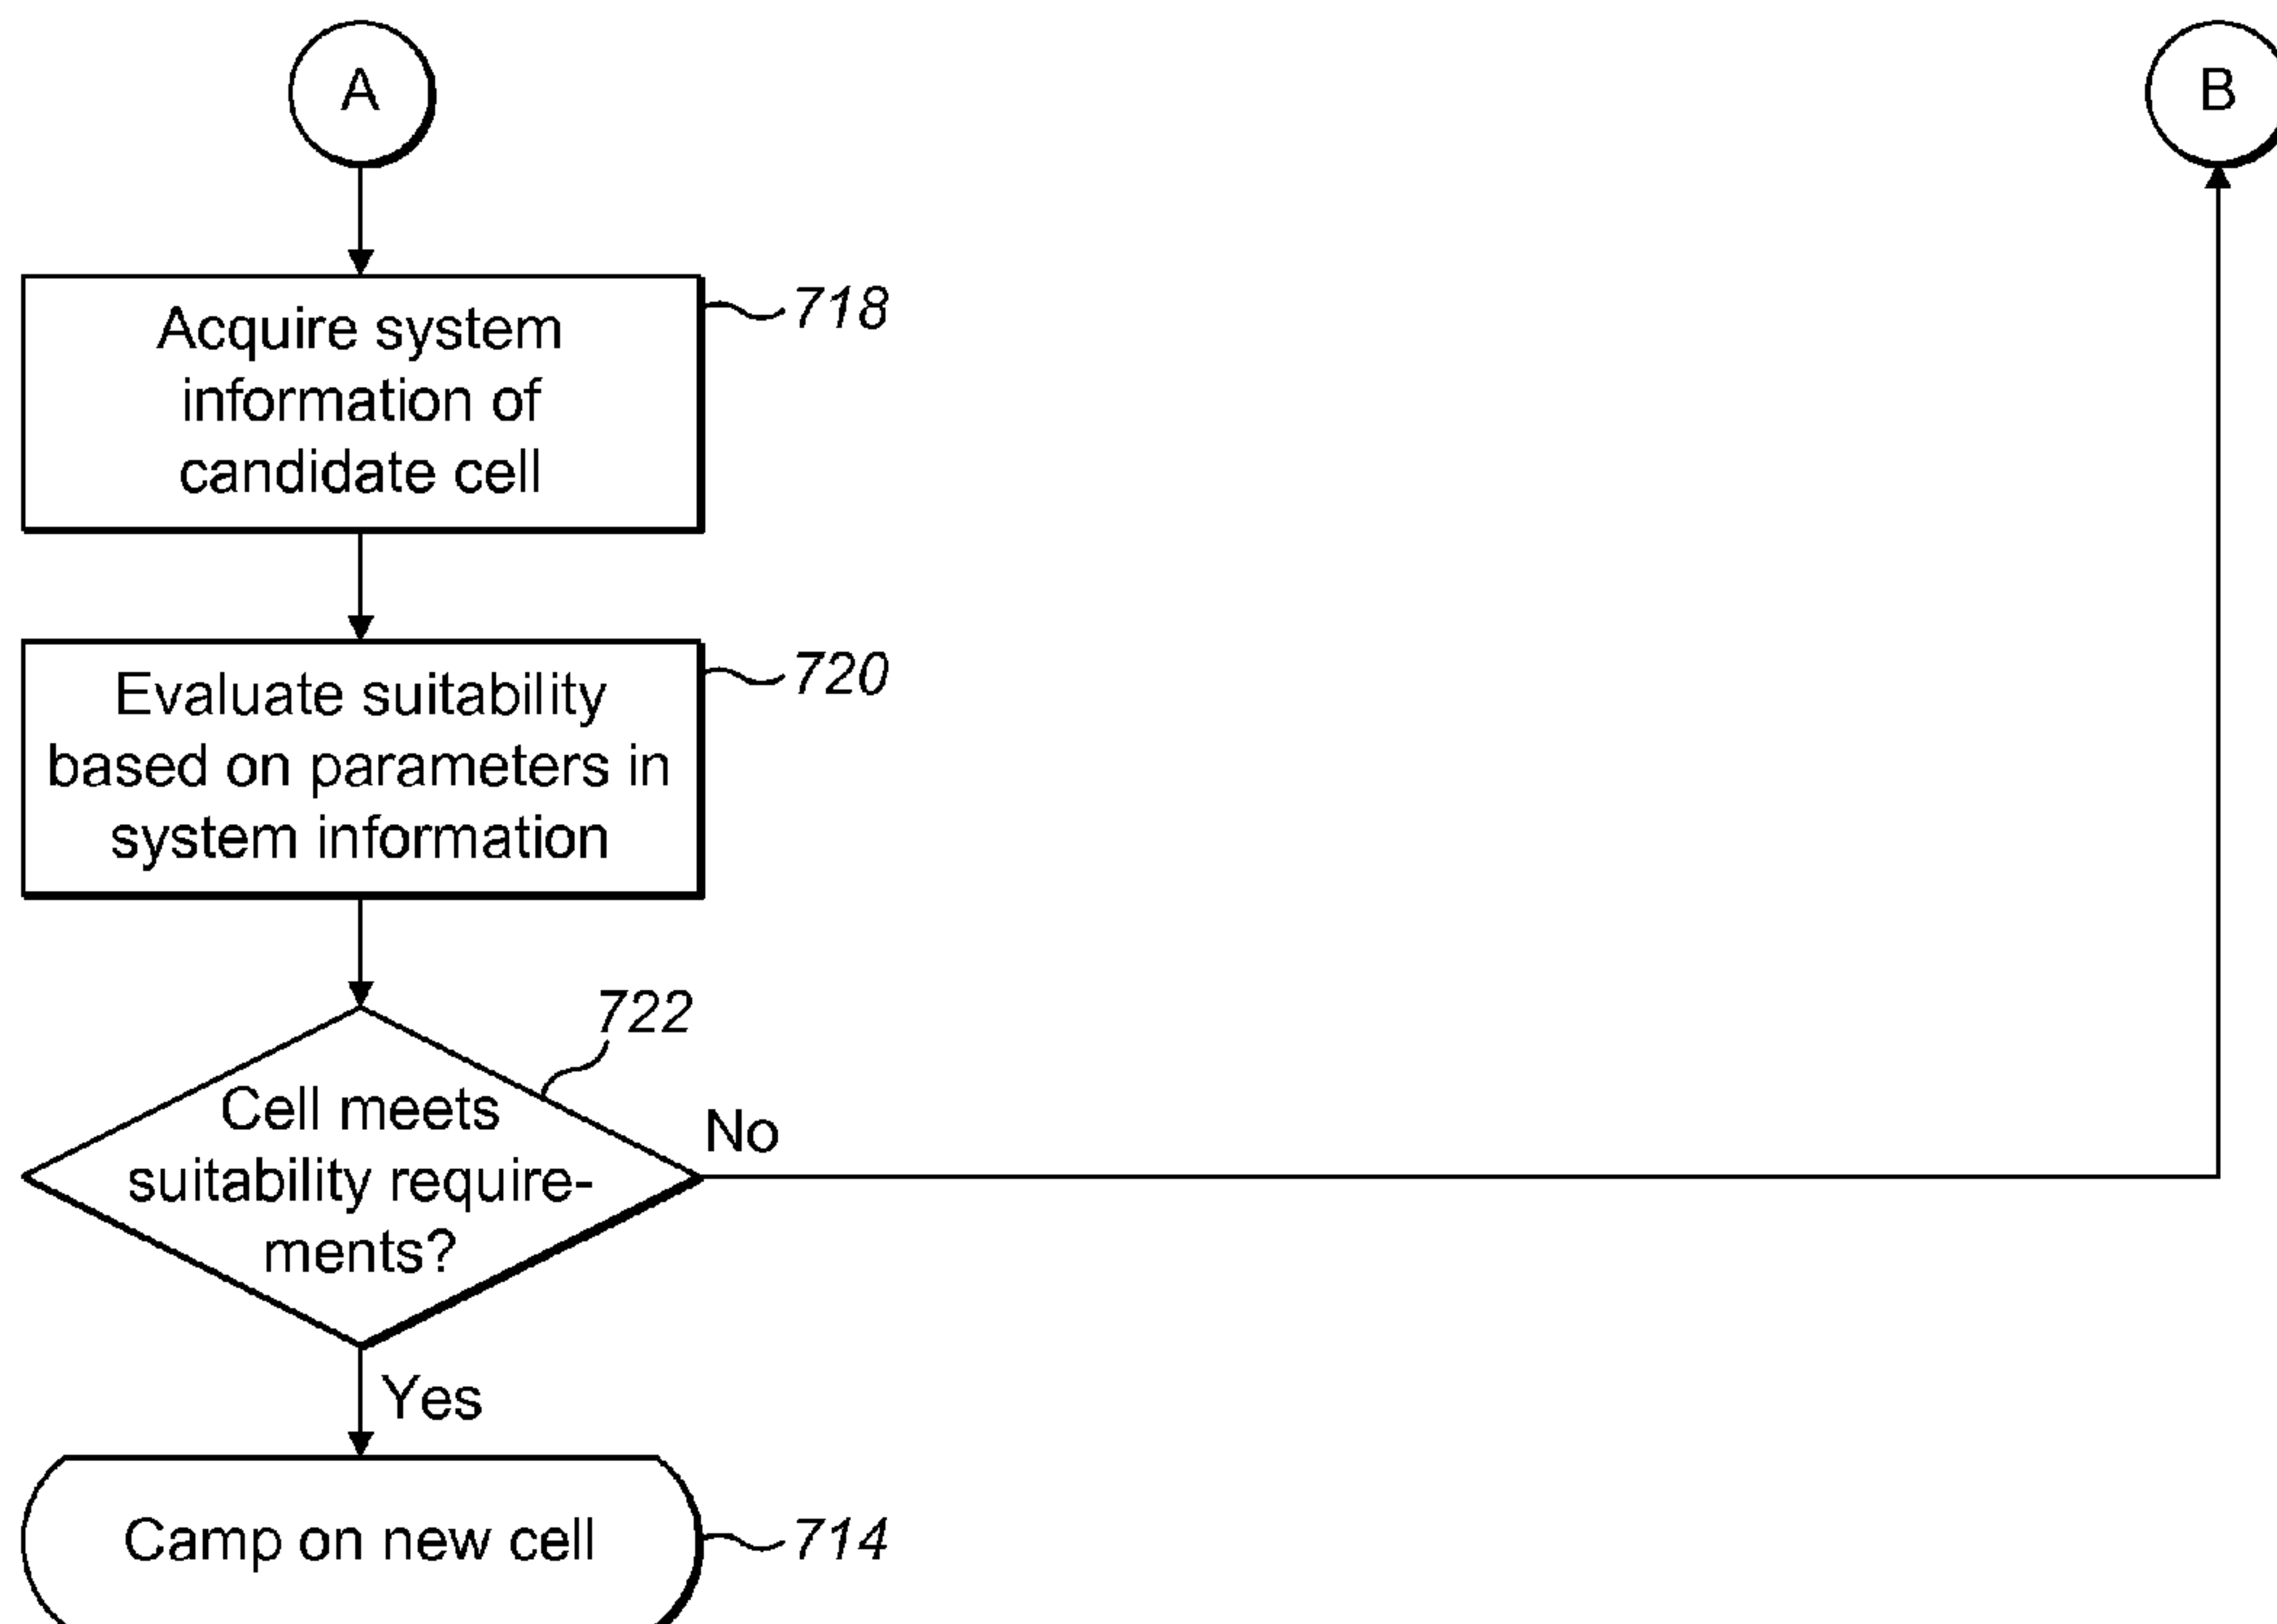 A
B
Acquire system
information of
candidate cell
718
Evaluate suitability
based on parameters in
system information
720
722
Cell meets
suitability require-
ments?
No
Yes
Camp on new cell
714